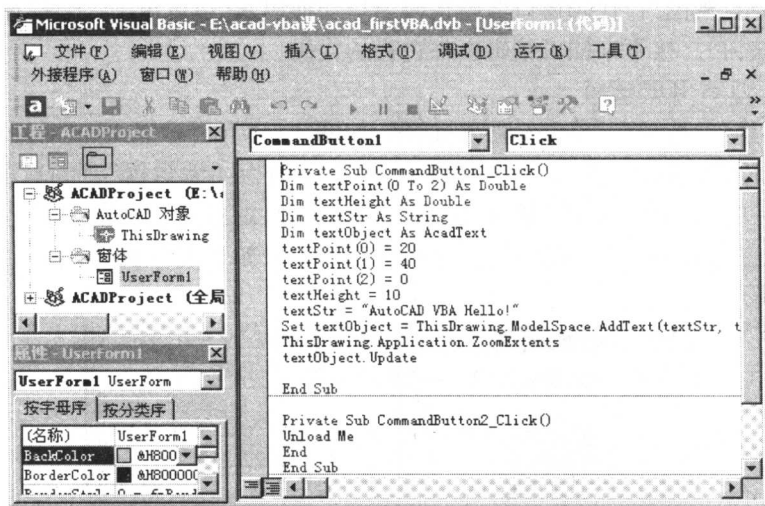 Microsoft Visual Basic - E:\acad-vba课\acad_firstVBA.dvb - [UserForm1 (代码)]
文件(F) 编辑(E) 视图(V) 插入(I) 格式(O) 调试(D) 运行(R) 工具(T)
外接程序(A) 窗口(W) 帮助(H)
工程 - ACADProject
ACADProject (E:\
AutoCAD 对象
ThisDrawing
窗体
UserForm1
ACADProject (全局
属性 - UserForm1
UserForm1 UserForm
按字母序 按分类序
(名称) UserForm1
BackColor &H800
BorderColor &H800000
CommandButton1 Click
Private Sub CommandButton1_Click()
Dim textPoint(0 To 2) As Double
Dim textHeight As Double
Dim textStr As String
Dim textObject As AcadText
textPoint(0) = 20
textPoint(1) = 40
textPoint(2) = 0
textHeight = 10
textStr = "AutoCAD VBA Hello!"
Set textObject = ThisDrawing.ModelSpace.AddText(textStr, t
ThisDrawing.Application.ZoomExtents
textObject.Update
End Sub
Private Sub CommandButton2_Click()
Unload Me
End
End Sub